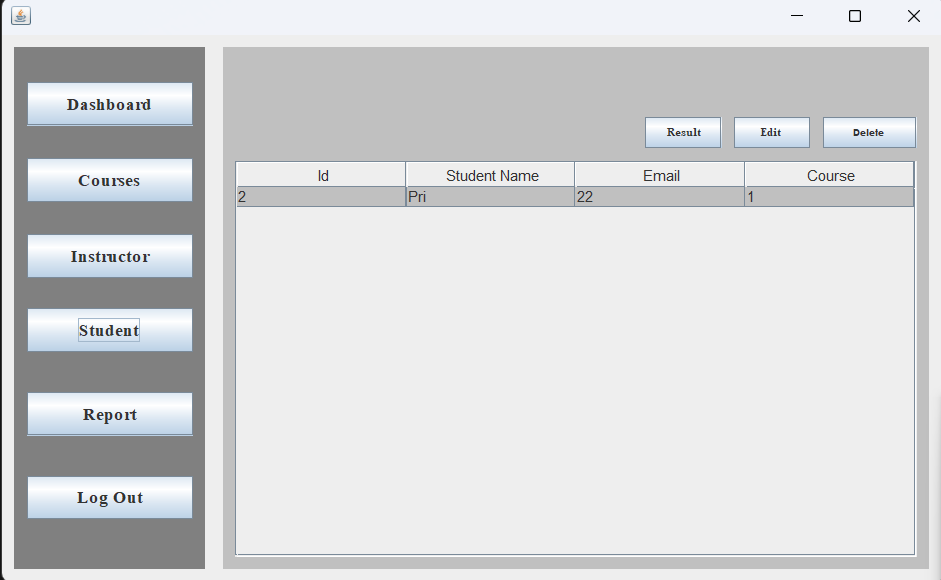 Dashboard
Courses
Instructor
Student
Report
Log Out
Result Edit Delete
Id Student Name Email Course
2 Pri 22 1